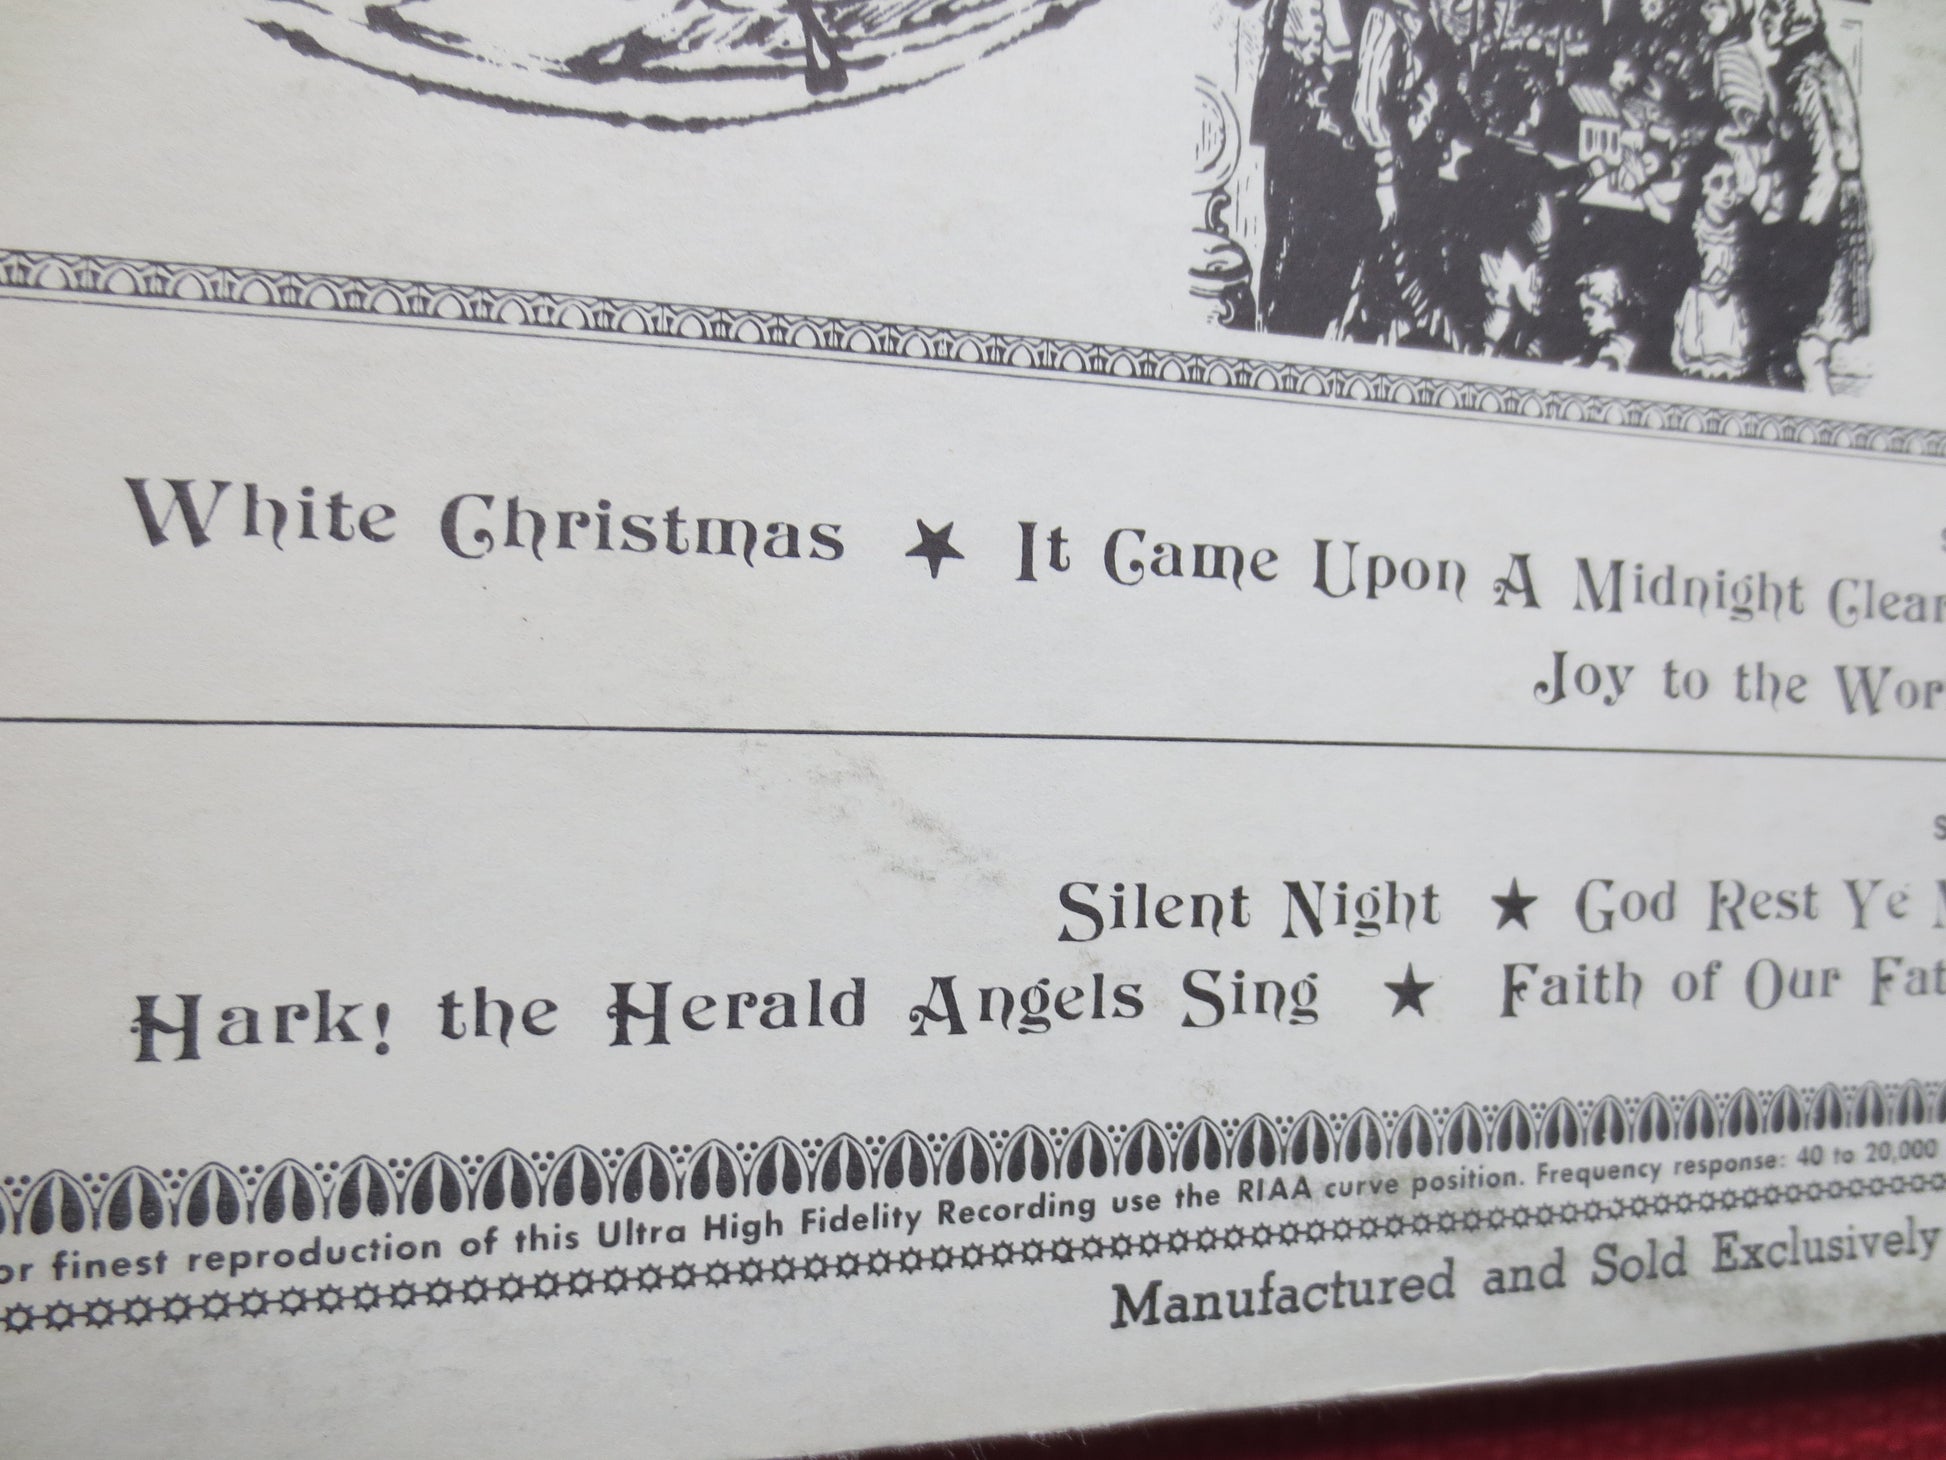 White Christmas ★ It Came Upon A Midnight Clear
Joy to the
Silent Night ★ God Rest Ye
Hark! the Herald Angels Sing ★ Faith of Our
finest reproduction of this Ultra High Fidelity Recording use the RIAA curve position. Frequency response: 40 to 20,000
Manufactured and Sold Exclusively